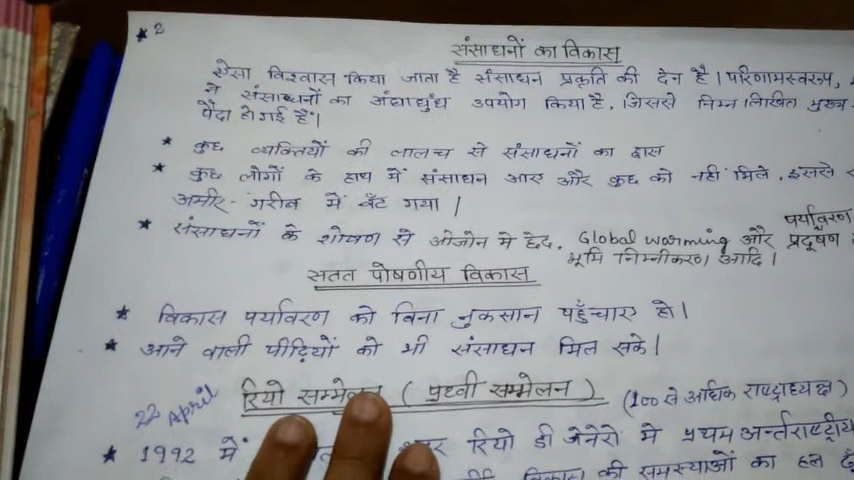 ★ 2
संसाधनों का विकास
ऐसा विश्वास किया जाता है संसाधन प्रकृति की देन है। परिणामस्वरूप,
ने संसाधनों का अंधाधुंध उपयोग किया है, जिससे निम्नलिखित मुख्य
पैदा हो गई हैं।
★ कुछ व्यक्तियों की लालच से संसाधनों का ह्रास
★ कुछ लोगों के हाथ में संसाधन आए और कुछ को नहीं मिले, इससे
अमीर-गरीब में बँट गया।
★ संसाधनों के शोषण से ओजोन मे छेद, Global warming और पर्यावरण प्रदूषण
भूमि निम्नीकरण आदि।
सतत पोषणीय विकास
★ विकास पर्यावरण को बिना नुकसान पहुँचाए हो।
★ आने वाली पीढ़ियों को भी संसाधन मिल सके।
22 April रियो सम्मेलन ( पृथ्वी सम्मेलन ) (100 से अधिक राष्ट्राध्यक्ष)
★ 1992 में रियो डी जेनेरो मे प्रथम अर्न्तराष्ट्रीय
विकास की समस्याओं का हल